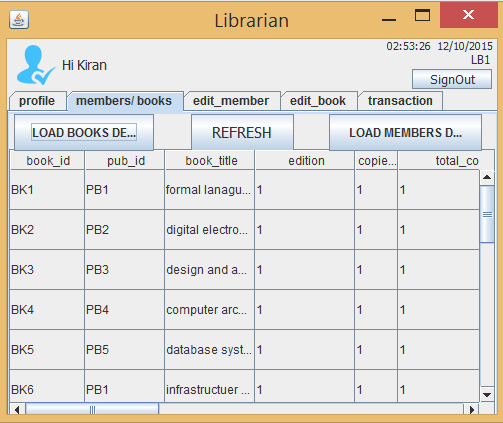 Librarian
02:53:26 12/10/2015
Hi Kiran
LB1
SignOut
profile members/ books edit_member edit_book transaction
LOAD BOOKS DE... REFRESH LOAD MEMBERS D...
book_id pub_id book_title edition copie... total_co
BK1 PB1 formal lanagu... 1 1 1
BK2 PB2 digital electro... 1 1 1
BK3 PB3 design and a... 1 1 1
BK4 PB4 computer arc... 1 1 1
BK5 PB5 database syst... 1 1 1
BK6 PB1 infrastructuer ... 1 1 1